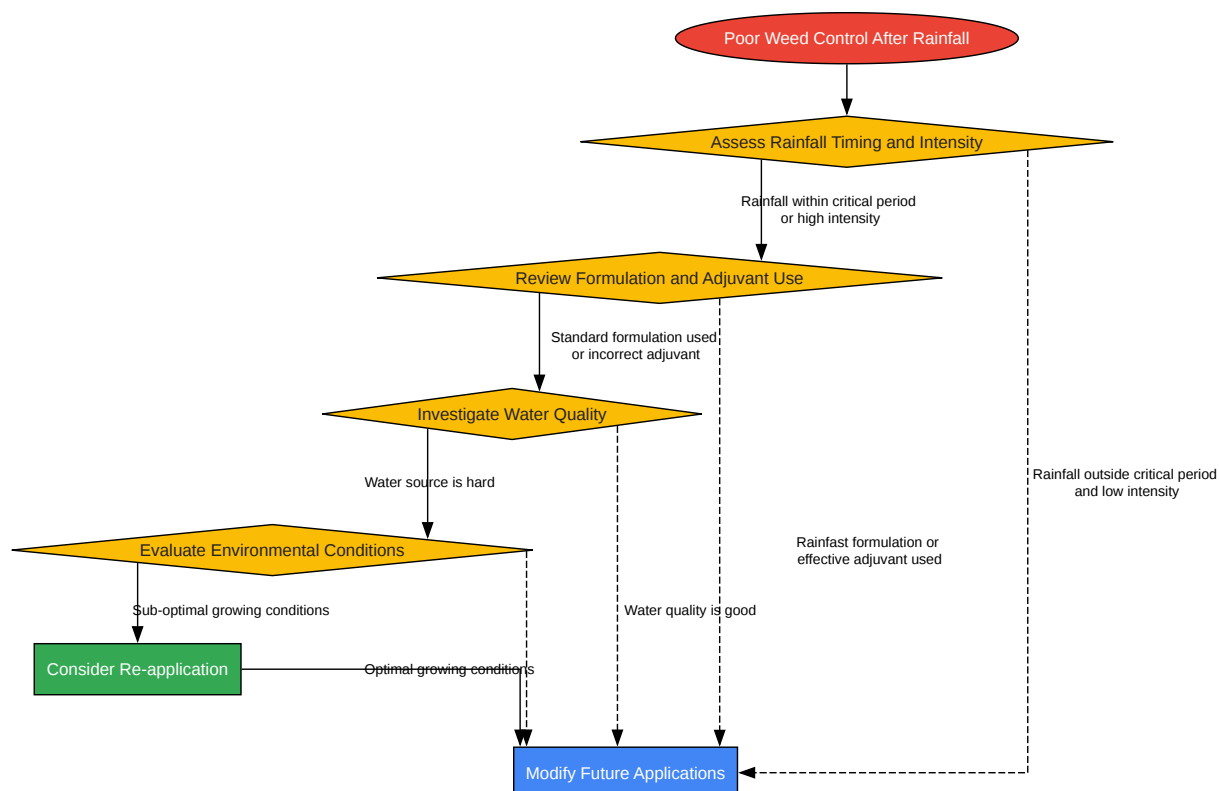 Poor Weed Control After Rainfall
Assess Rainfall Timing and Intensity
Rainfall within critical period
or high intensity
Review Formulation and Adjuvant Use
Standard formulation used
or incorrect adjuvant
Investigate Water Quality
Water source is hard
Rainfall outside critical period
and low intensity
Evaluate Environmental Conditions
Rainfast formulation or
effective adjuvant used
Sub-optimal growing conditions
Water quality is good
Consider Re-application
Optimal growing conditions
Modify Future Applications